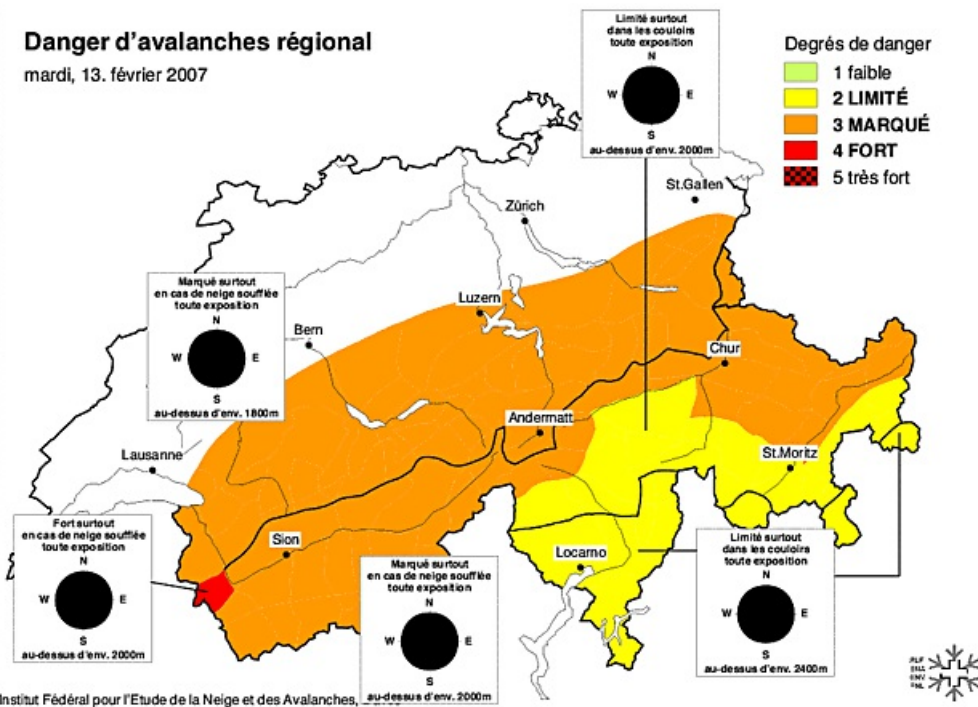 Danger d'avalanches régional
mardi, 13. février 2007
Limité surtout
dans les couloirs
toute exposition
N
W E
S
au-dessus d'env. 2000m
Degrés de danger
1 faible
2 LIMITÉ
3 MARQUÉ
4 FORT
5 très fort
St.Gallen
Zürich
Marqué surtout
en cas de neige soufflée
toute exposition
N
W E
S
au-dessus d'env. 1800m
Luzern
Bern
Chur
Andermatt
Lausanne
St.Moritz
Fort surtout
en cas de neige soufflée
toute exposition
N
W E
S
au-dessus d'env. 2000m
Sion
Locarno
Marqué surtout
en cas de neige soufflée
toute exposition
N
W E
S
au-dessus d'env. 2000m
Limité surtout
dans les couloirs
toute exposition
N
W E
S
au-dessus d'env. 2400m
Institut Fédéral pour l'Etude de la Neige et des Avalanches,